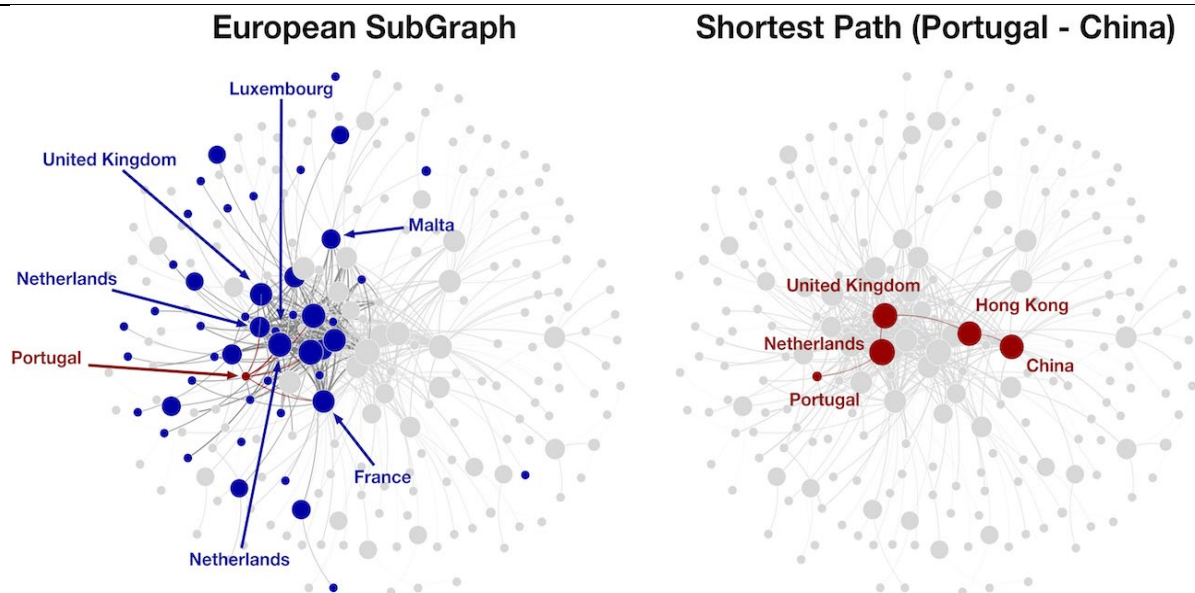 European SubGraph
Luxembourg
United Kingdom
Malta
Netherlands
Portugal
France
Netherlands
Shortest Path (Portugal - China)
United Kingdom
Hong Kong
Netherlands
China
Portugal